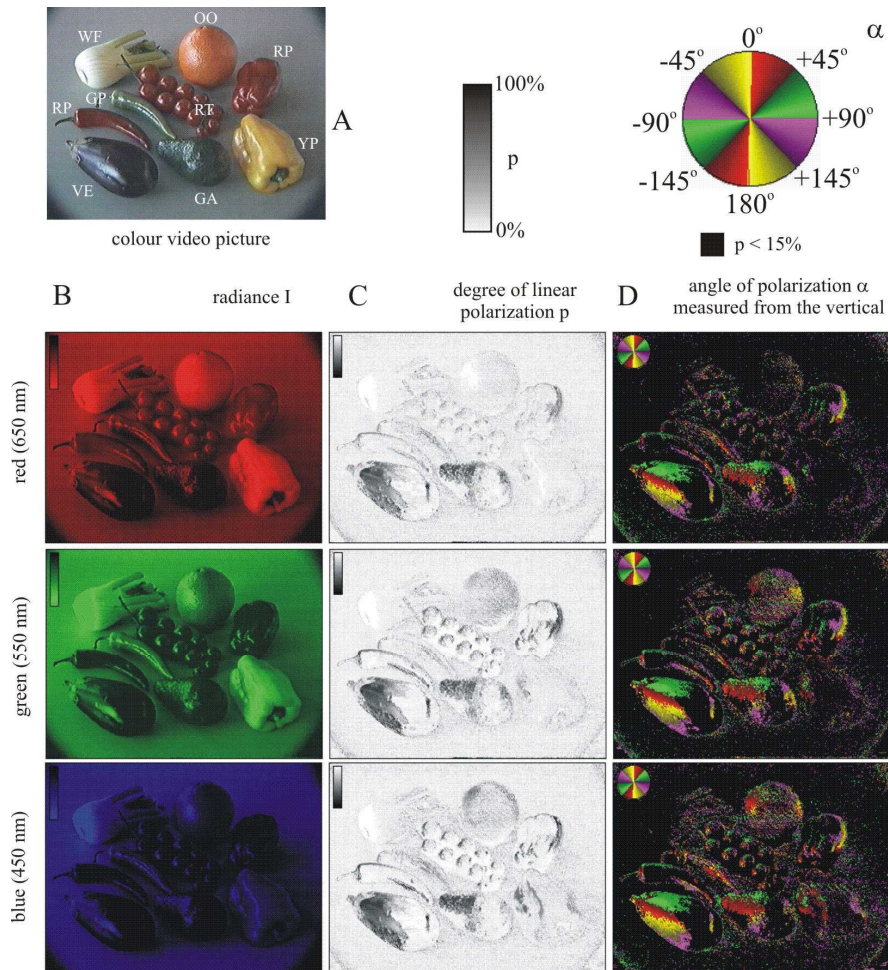 OO
WF
RP
GP
RP
RT
A
YP
VE
GA
colour video picture
100%
p
0%
α
0°
-45°
+45°
-90°
+90°
-145°
+145°
180°
p < 15%
B
radiance I
C
degree of linear
polarization p
D
angle of polarization α
measured from the vertical
red (650 nm)
green (550 nm)
blue (450 nm)